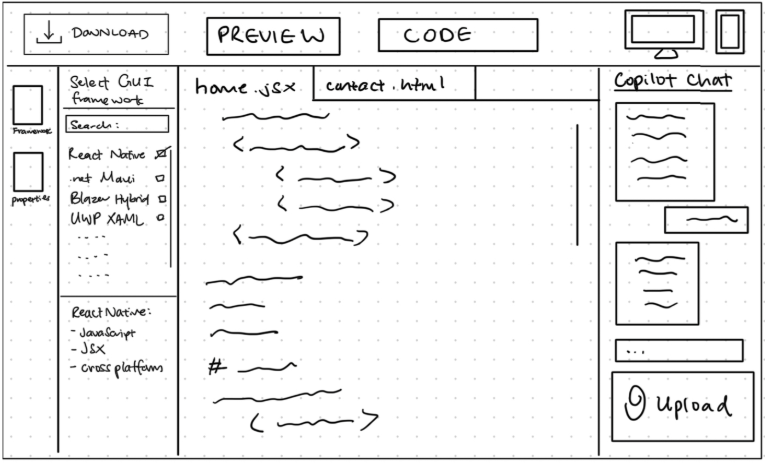 DOWNLOAD
PREVIEW
CODE
Framework
properties
Select GUI
framework
Search:
React Native
.net Maui
Blazer Hybrid
UWP XAML
....
....
....
React Native:
- JavaScript
- JSX
- cross platform
home.jsx
contact.html
<>
<>
<>
<>
#
<>
Copilot Chat
...
Upload